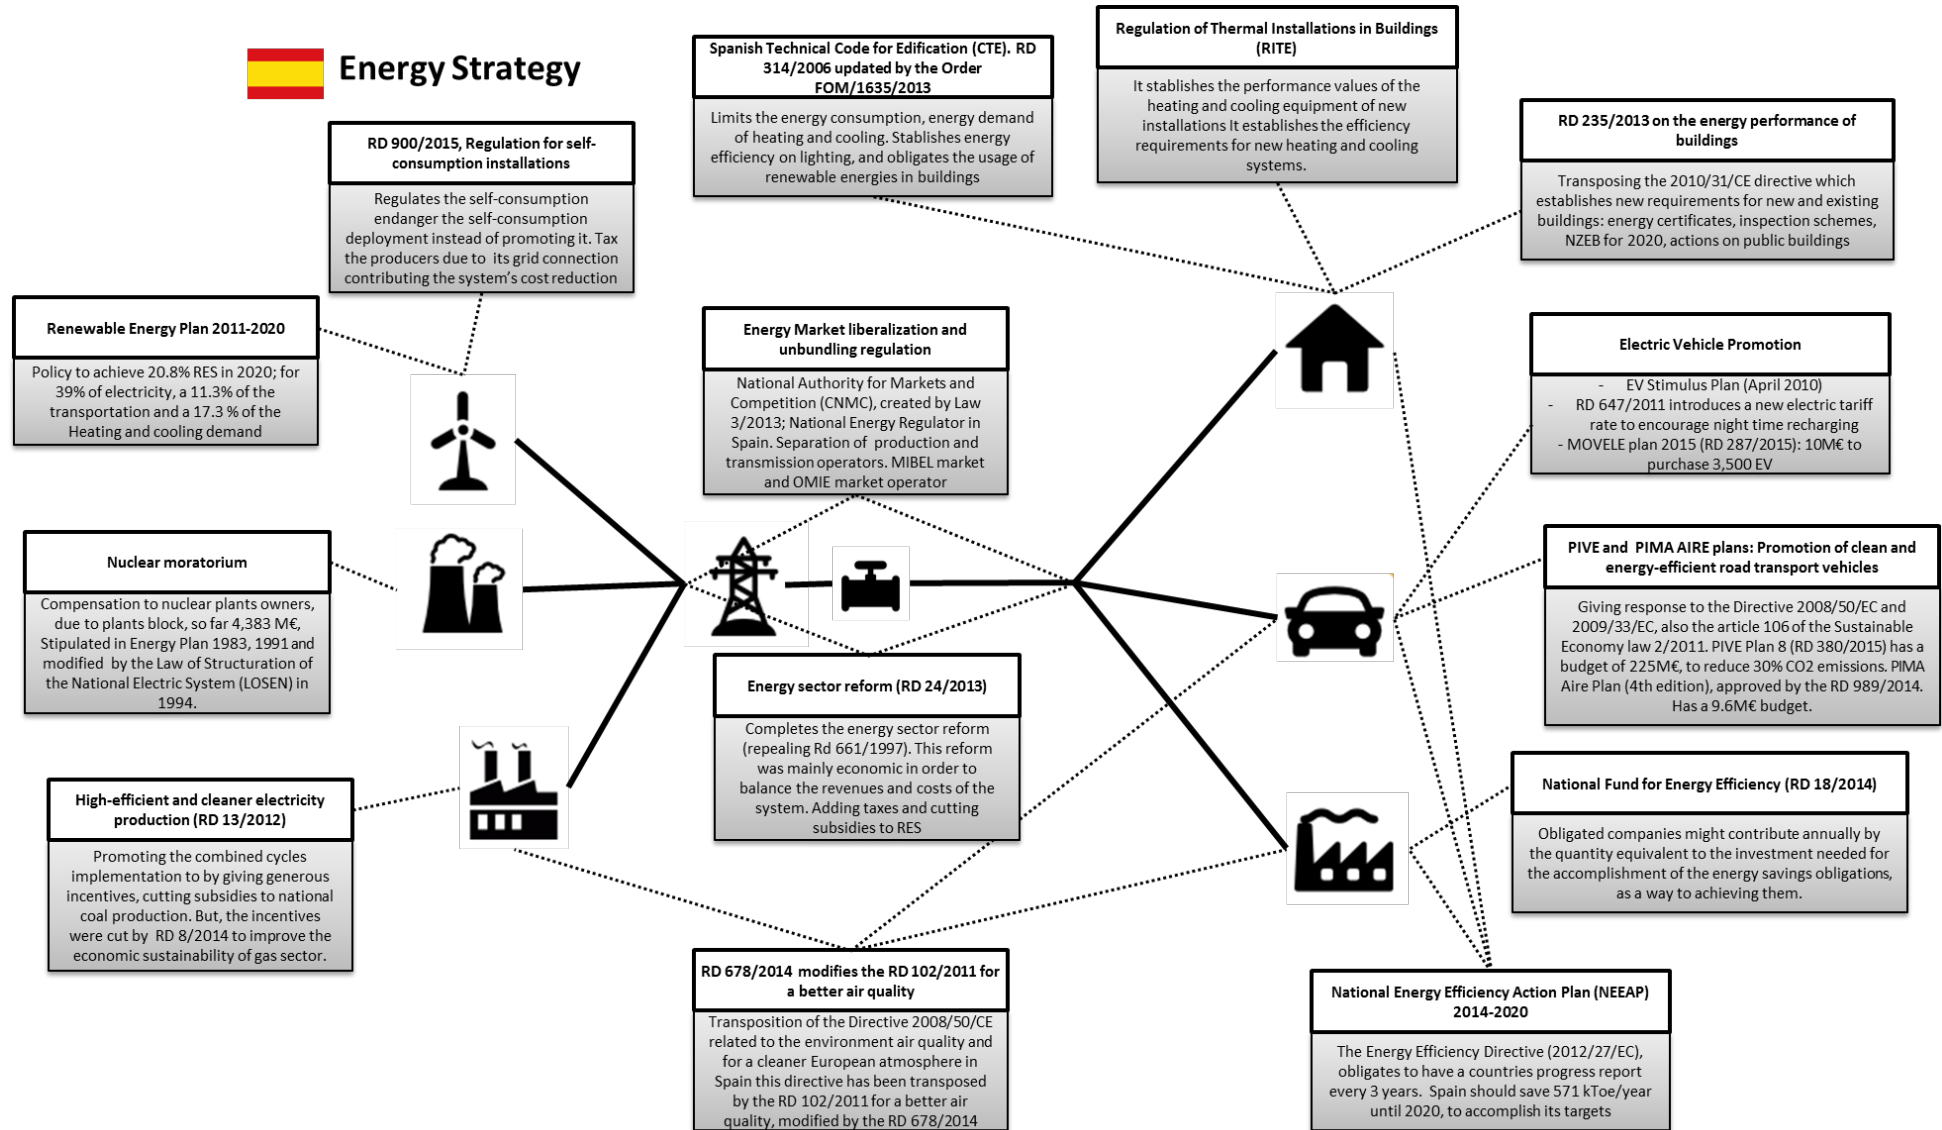 Energy Strategy
Spanish Technical Code for Edification (CTE). RD
314/2006 updated by the Order
FOM/1635/2013
Limits the energy consumption, energy demand
of heating and cooling. Stablishes energy
efficiency on lighting, and obligates the usage of
renewable energies in buildings
Regulation of Thermal Installations in Buildings
(RITE)
It stablishes the performance values of the
heating and cooling equipment of new
installations It establishes the efficiency
requirements for new heating and cooling
systems.
RD 235/2013 on the energy performance of
buildings
Transposing the 2010/31/CE directive which
establishes new requirements for new and existing
buildings: energy certificates, inspection schemes,
NZEB for 2020, actions on public buildings
RD 900/2015, Regulation for self-
consumption installations
Regulates the self-consumption
endanger the self-consumption
deployment instead of promoting it. Tax
the producers due to its grid connection
contributing the system's cost reduction
Renewable Energy Plan 2011-2020
Policy to achieve 20.8% RES in 2020; for
39% of electricity, a 11.3% of the
transportation and a 17.3 % of the
Heating and cooling demand
Energy Market liberalization and
unbundling regulation
National Authority for Markets and
Competition (CNMC), created by Law
3/2013; National Energy Regulator in
Spain. Separation of production and
transmission operators. MIBEL market
and OMIE market operator
Electric Vehicle Promotion
- EV Stimulus Plan (April 2010)
- RD 647/2011 introduces a new electric tariff
rate to encourage night time recharging
- MOVELE plan 2015 (RD 287/2015): 10M€ to
purchase 3,500 EV
Nuclear moratorium
Compensation to nuclear plants owners,
due to plants block, so far 4,383 M€,
Stipulated in Energy Plan 1983, 1991 and
modified by the Law of Structuration of
the National Electric System (LOSEN) in
1994.
PIVE and PIMA AIRE plans: Promotion of clean and
energy-efficient road transport vehicles
Giving response to the Directive 2008/50/EC and
2009/33/EC, also the article 106 of the Sustainable
Economy law 2/2011. PIVE Plan 8 (RD 380/2015) has a
budget of 225M€, to reduce 30% CO2 emissions. PIMA
Aire Plan (4th edition), approved by the RD 989/2014.
Has a 9.6M€ budget.
Energy sector reform (RD 24/2013)
Completes the energy sector reform
(repealing Rd 661/1997). This reform
was mainly economic in order to
balance the revenues and costs of the
system. Adding taxes and cutting
subsidies to RES
High-efficient and cleaner electricity
production (RD 13/2012)
Promoting the combined cycles
implementation to by giving generous
incentives, cutting subsidies to national
coal production. But, the incentives
were cut by RD 8/2014 to improve the
economic sustainability of gas sector.
National Fund for Energy Efficiency (RD 18/2014)
Obligated companies might contribute annually by
the quantity equivalent to the investment needed for
the accomplishment of the energy savings obligations,
as a way to achieving them.
RD 678/2014 modifies the RD 102/2011 for
a better air quality
Transposition of the Directive 2008/50/CE
related to the environment air quality and
for a cleaner European atmosphere in
Spain this directive has been transposed
by the RD 102/2011 for a better air
quality, modified by the RD 678/2014
National Energy Efficiency Action Plan (NEEAP)
2014-2020
The Energy Efficiency Directive (2012/27/EC),
obligates to have a countries progress report
every 3 years. Spain should save 571 kToe/year
until 2020, to accomplish its targets